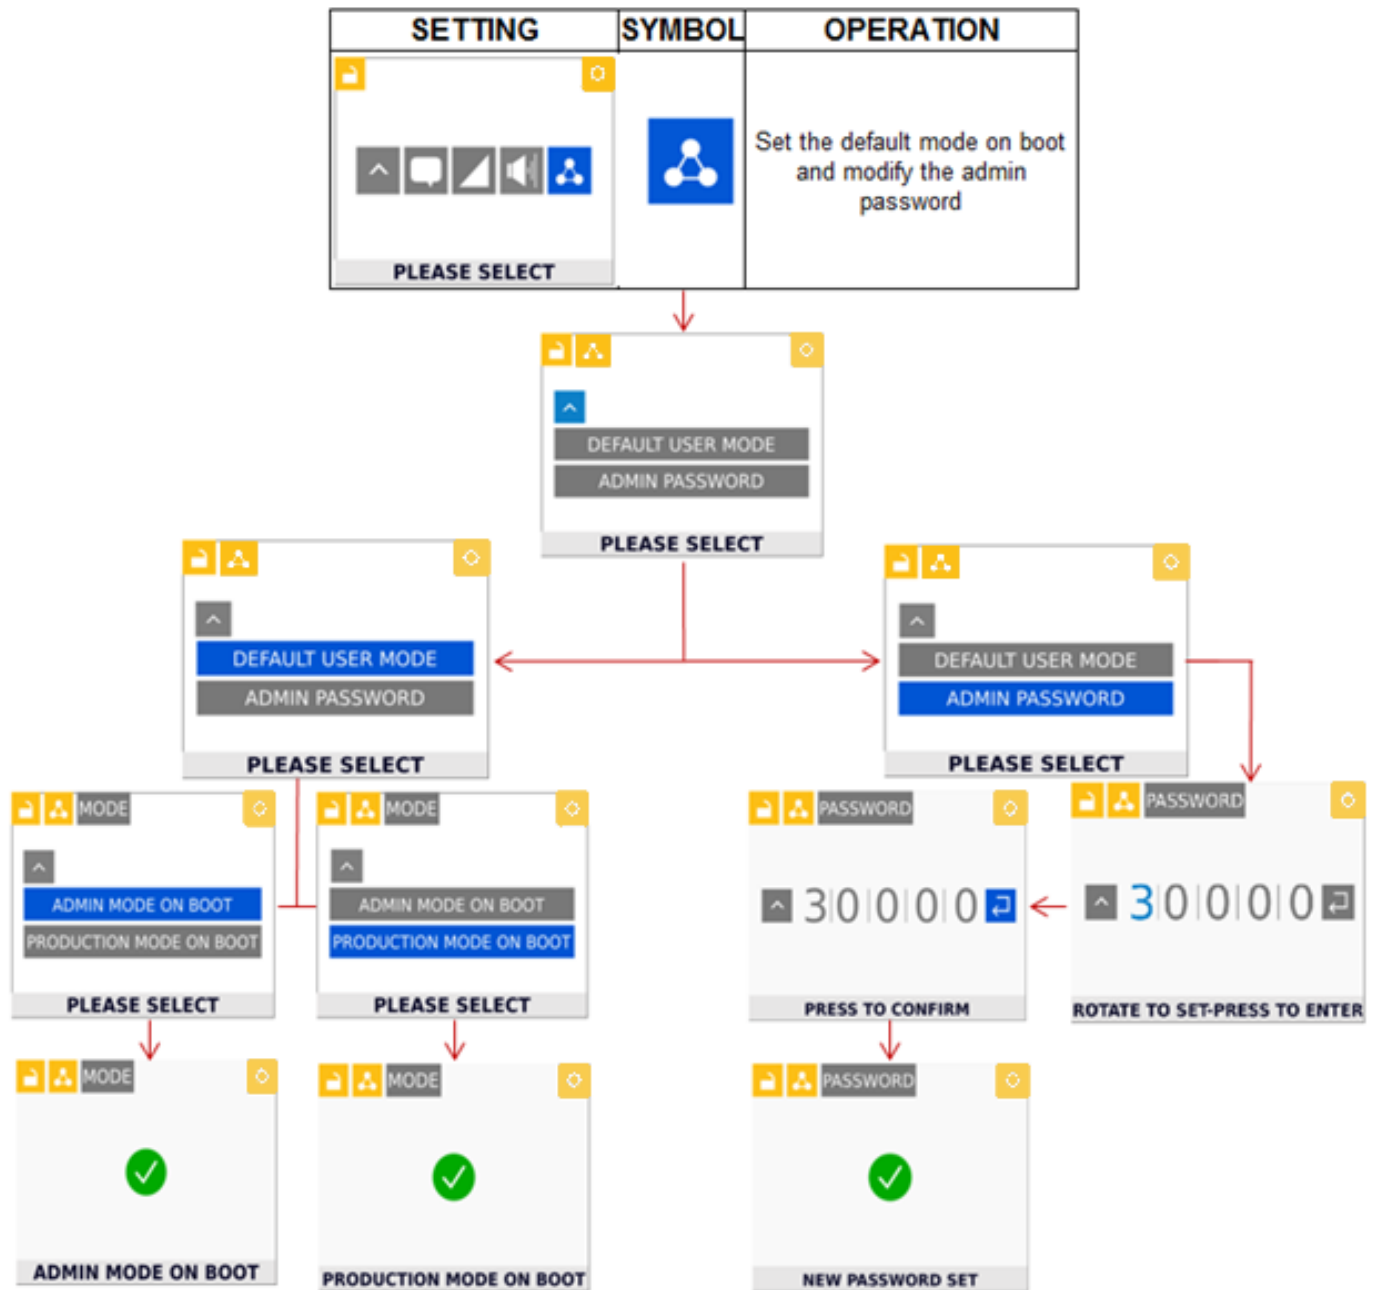 SETTING
SYMBOL
OPERATION
Set the default mode on boot
and modify the admin
password
PLEASE SELECT
DEFAULT USER MODE
ADMIN PASSWORD
PLEASE SELECT
DEFAULT USER MODE
ADMIN PASSWORD
PLEASE SELECT
DEFAULT USER MODE
ADMIN PASSWORD
PLEASE SELECT
MODE
ADMIN MODE ON BOOT
PRODUCTION MODE ON BOOT
PLEASE SELECT
MODE
ADMIN MODE ON BOOT
PRODUCTION MODE ON BOOT
PLEASE SELECT
PASSWORD
3|0|0|0|0
PRESS TO CONFIRM
PASSWORD
3|0|0|0|0
ROTATE TO SET-PRESS TO ENTER
MODE
ADMIN MODE ON BOOT
MODE
PRODUCTION MODE ON BOOT
PASSWORD
NEW PASSWORD SET